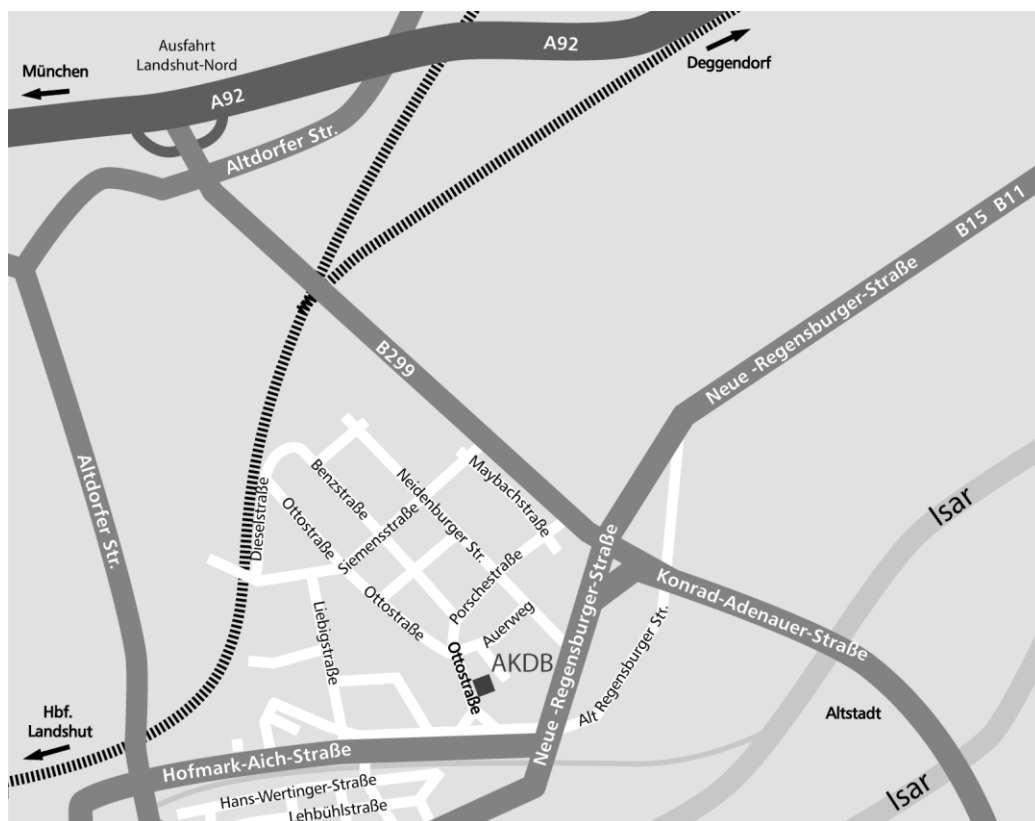 A92
Ausfahrt
Landshut-Nord
München
Deggendorf
A92
Altdorfer Str.
B15 B11
Neue -Regensburger-Straße
B299
Altdorfer Str.
Maybachstraße
Neidenburger Str.
Benzstraße
Dieselstraße
Ottostraße
Siemensstraße
Isar
Porschestraße
Ottostraße
Liebigstraße
Auerweg
Neue -Regensburger-Straße
Konrad-Adenauer-Straße
Alt Regensburger Str.
Ottostraße
AKDB
Altstadt
Hbf.
Landshut
Hofmark-Aich-Straße
Hans-Wertinger-Straße
Lehbühlstraße
Isar